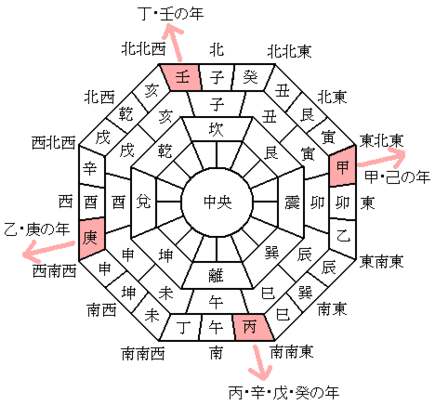 丁・壬の年
北北西
北
北北東
北西
亥
壬
子
癸
丑
北東
乾
亥
子
丑
艮
西北西
戌
戌
乾
坎
艮
寅
寅
東北東
辛
甲
甲・己の年
西
酉
酉
兌
中央
震
卯
卯
東
乙・庚の年
庚
乙
西南西
申
申
坤
離
巽
辰
辰
東南東
南西
坤
未
午
巳
巽
南東
未
丁
午
丙
巳
南南西
南
南南東
丙・辛・戊・癸の年